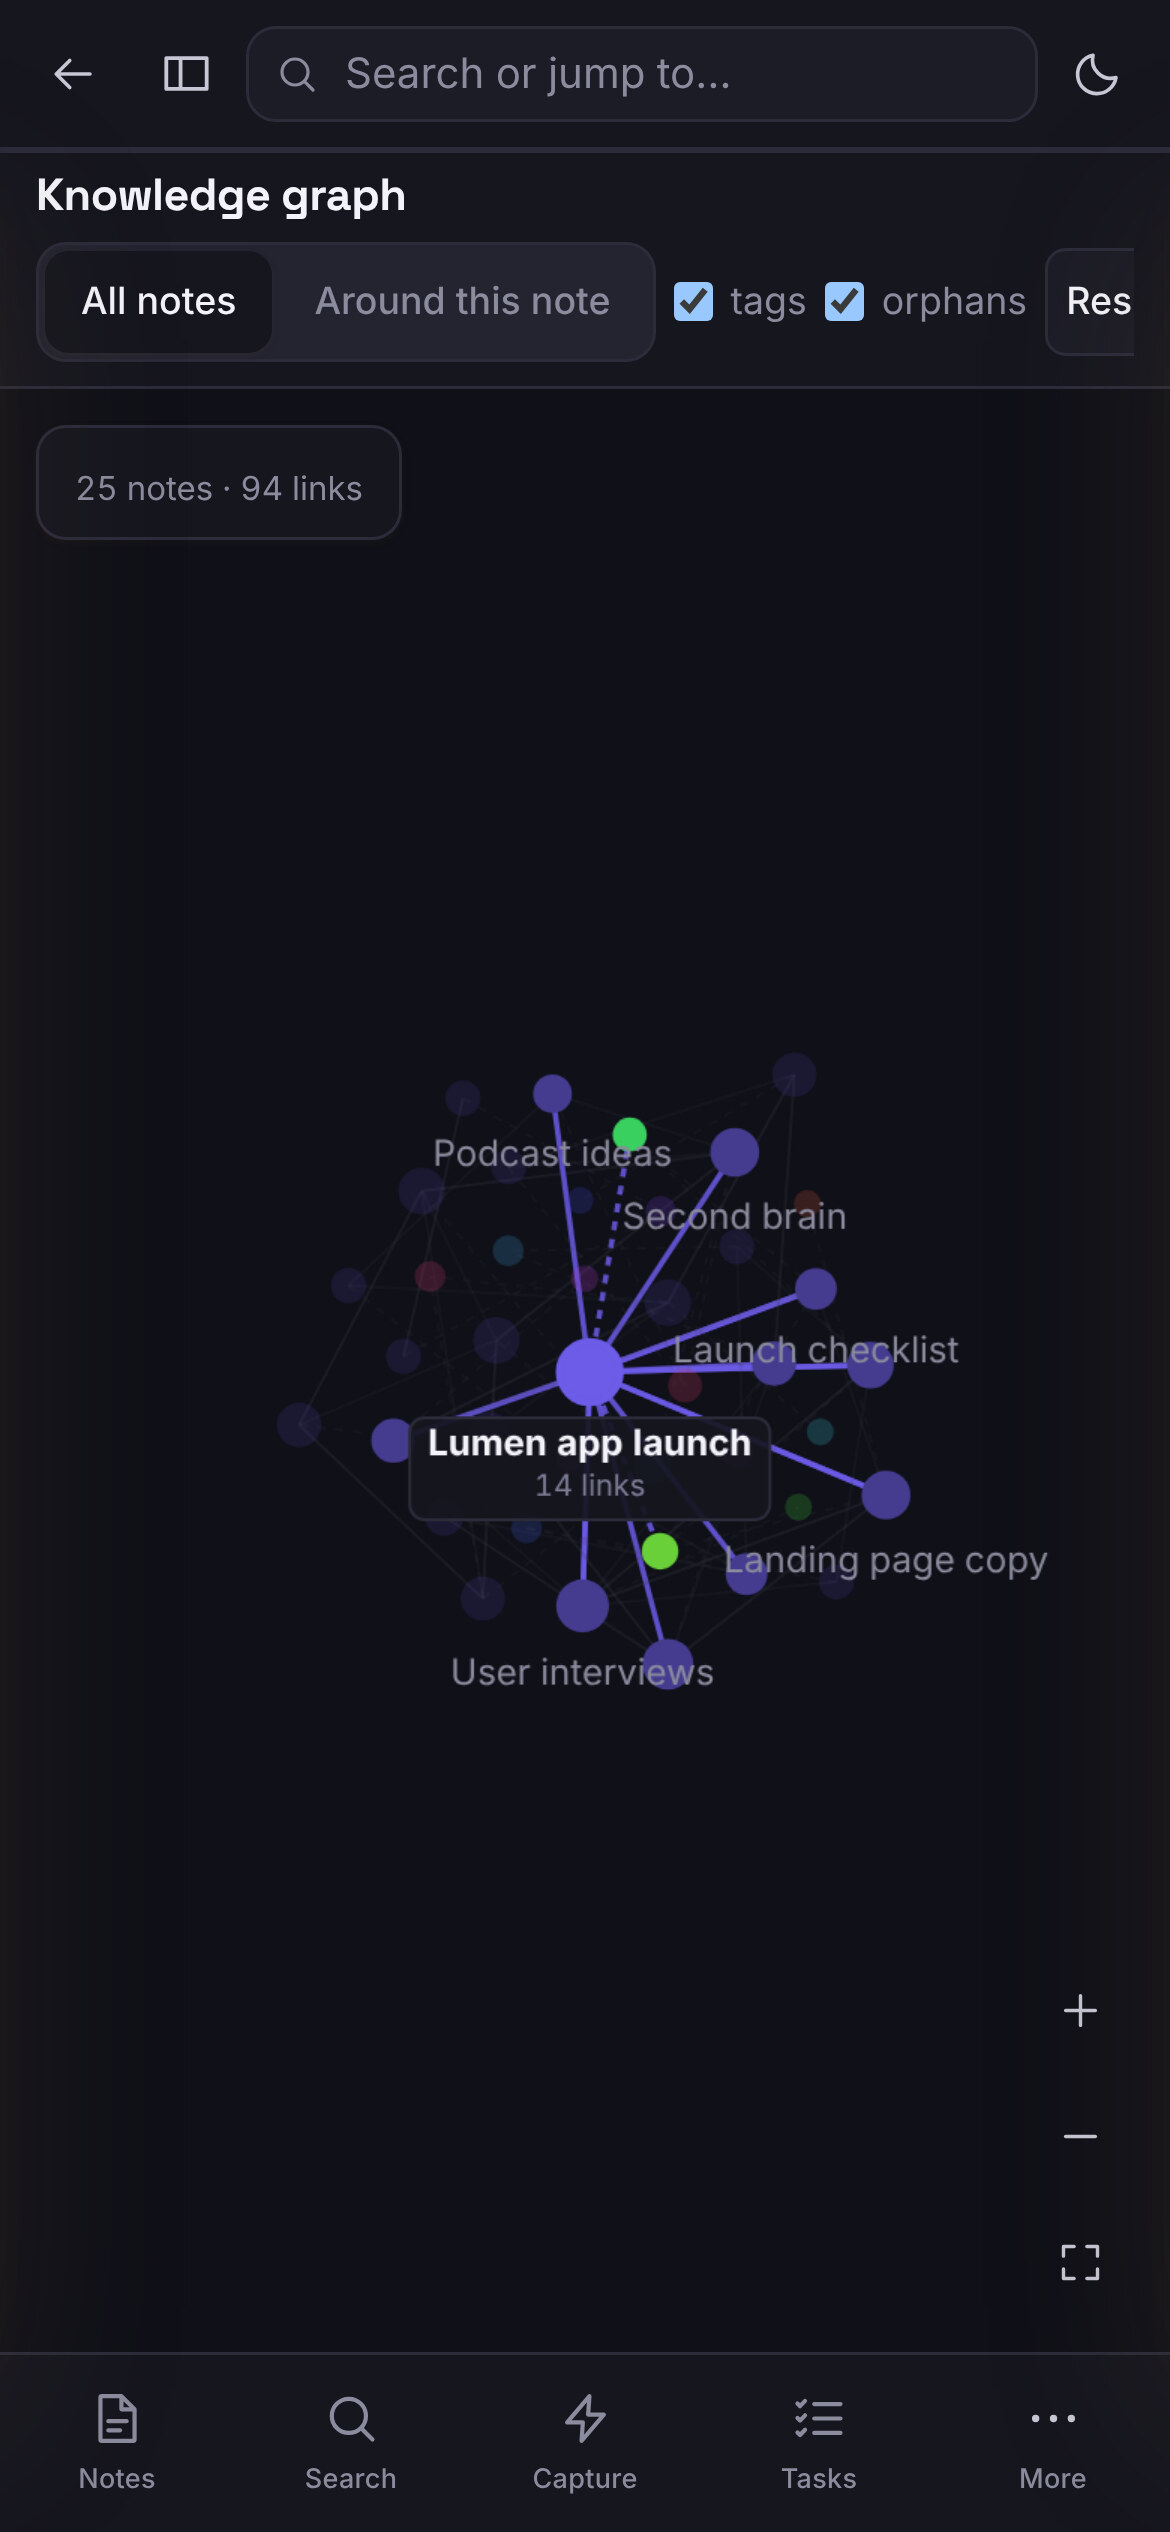 Search or jump to...
Knowledge graph
All notes
Around this note
tags
orphans
Res
25 notes · 94 links
Podcast ideas
Second brain
Launch checklist
Lumen app launch
14 links
Landing page copy
User interviews
Notes
Search
Capture
Tasks
More